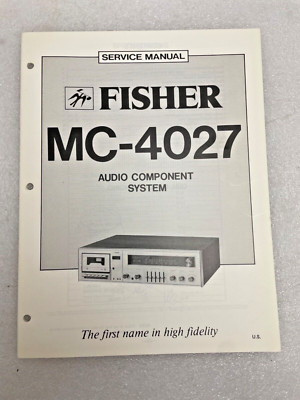 SERVICE MANUAL
FISHER
MC-4027
AUDIO COMPONENT
SYSTEM
The first name in high fidelity
U.S.